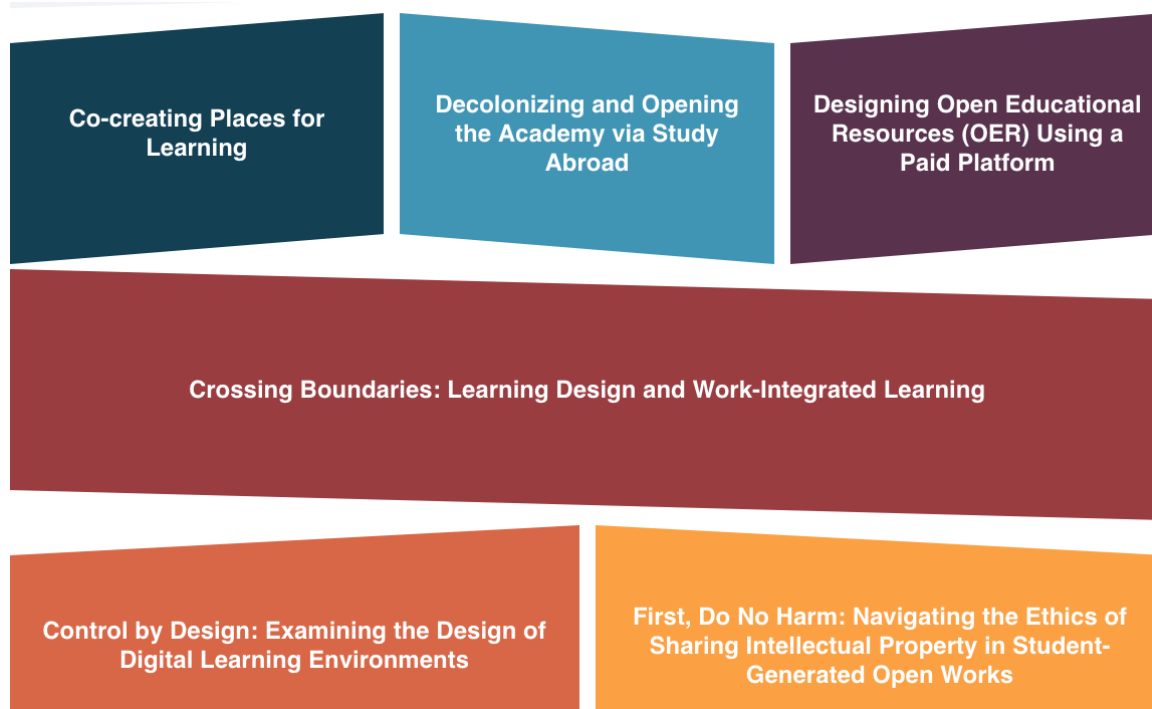 Co-creating Places for
Learning
Decolonizing and Opening
the Academy via Study
Abroad
Designing Open Educational
Resources (OER) Using a
Paid Platform
Crossing Boundaries: Learning Design and Work-Integrated Learning
Control by Design: Examining the Design of
Digital Learning Environments
First, Do No Harm: Navigating the Ethics of
Sharing Intellectual Property in Student-
Generated Open Works